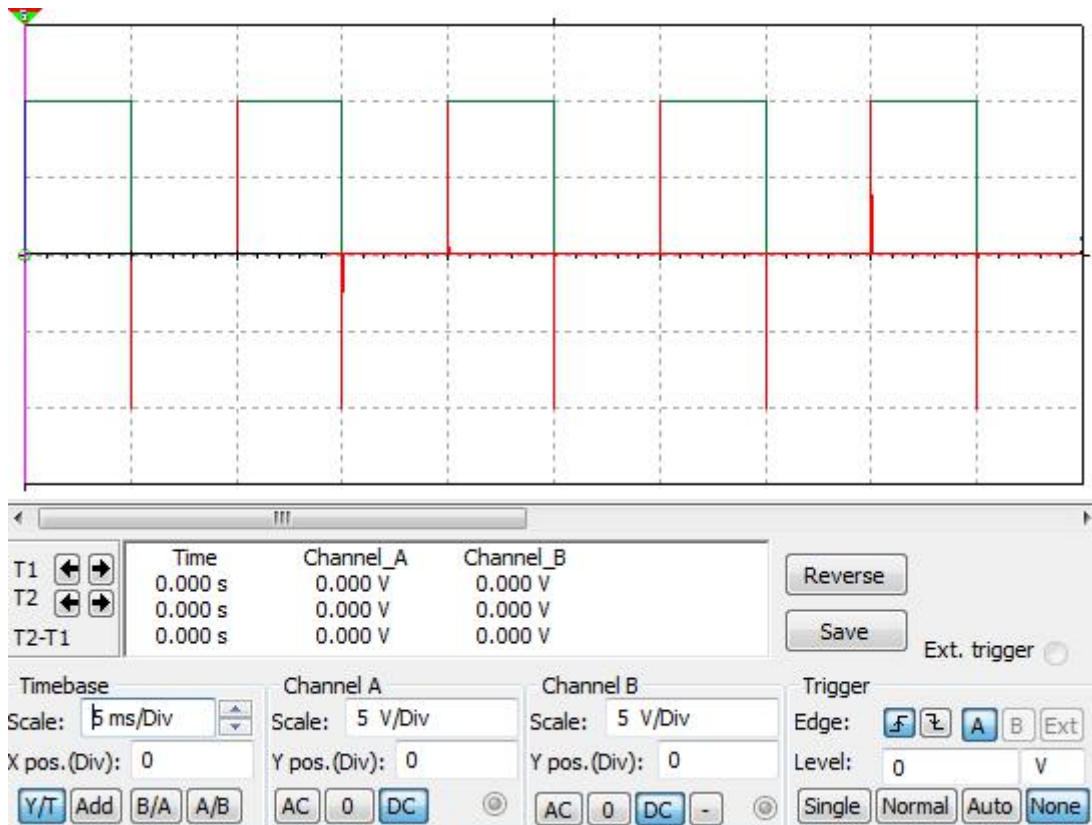 Time Channel_A Channel_B
T1 0.000 s 0.000 V 0.000 V
T2 0.000 s 0.000 V 0.000 V
T2-T1 0.000 s 0.000 V 0.000 V
Reverse
Save
Ext. trigger
Timebase
Scale: 5 ms/Div
X pos.(Div): 0
Y/T Add B/A A/B
Channel A
Scale: 5 V/Div
Y pos.(Div): 0
AC 0 DC
Channel B
Scale: 5 V/Div
Y pos.(Div): 0
AC 0 DC -
Trigger
Edge: A B Ext
Level: 0 V
Single Normal Auto None